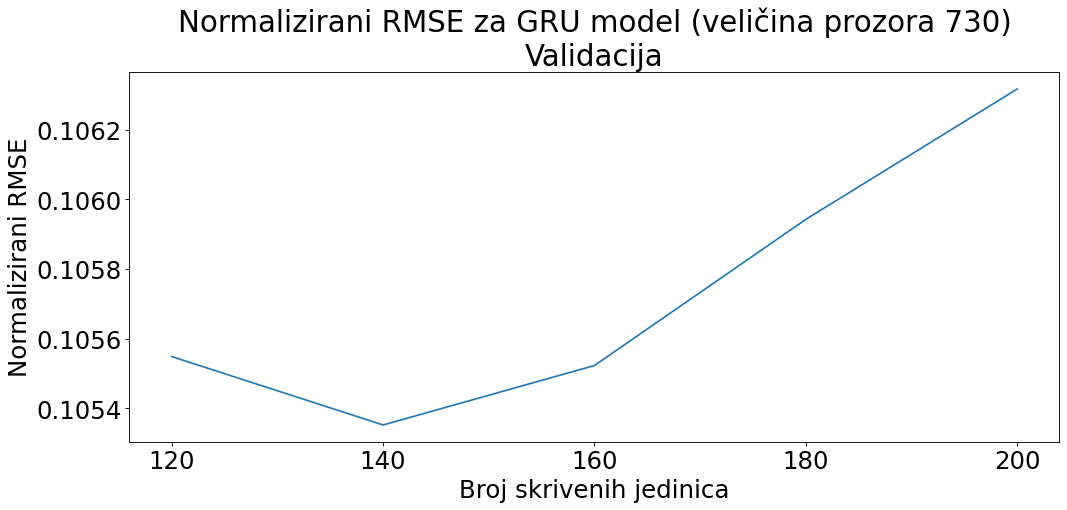 Normalizirani RMSE za GRU model (veličina prozora 730)
Validacija
Normalizirani RMSE
0.1062
0.1060
0.1058
0.1056
0.1054
120 140 160 180 200
Broj skrivenih jedinica